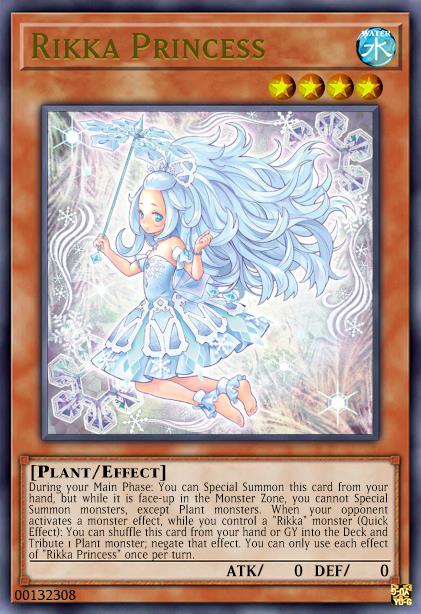 RIKKA PRINCESS
WATER
水
[PLANT/EFFECT]
During your Main Phase: You can Special Summon this card from your
hand, but while it is face-up in the Monster Zone, you cannot Special
Summon monsters, except Plant monsters. When your opponent
activates a monster effect, while you control a "Rikka" monster (Quick
Effect): You can shuffle this card from your hand or GY into the Deck and
Tribute 1 Plant monster; negate that effect. You can only use each effect
of "Rikka Princess" once per turn.
ATK/ 0 DEF/ 0
00132308